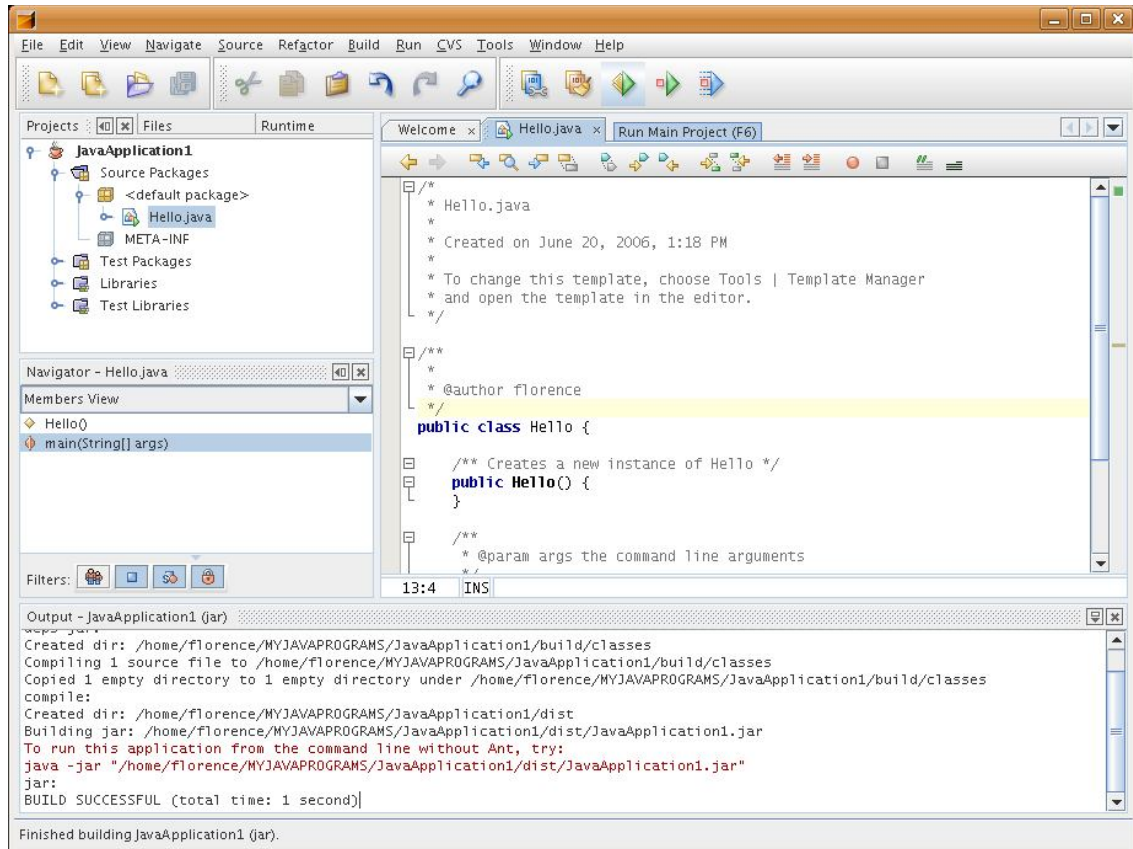 File Edit View Navigate Source Refactor Build Run CVS Tools Window Help
Projects Files Runtime
JavaApplication1
Source Packages
<default package>
Hello.java
META-INF
Test Packages
Libraries
Test Libraries
Navigator - Hello.java
Members View
Hello()
main(String[] args)
Filters:
Welcome Hello.java Run Main Project (F6)
/*
* Hello.java
*
* Created on June 20, 2006, 1:18 PM
*
* To change this template, choose Tools | Template Manager
* and open the template in the editor.
*/
/**
*
* @author florence
*/
public class Hello {
/** Creates a new instance of Hello */
public Hello() {
}
/**
* @param args the command line arguments
*/
13:4 INS
Output - JavaApplication1 (jar)
deps-jar:
Created dir: /home/florence/MYJAVAPROGRAMS/JavaApplication1/build/classes
Compiling 1 source file to /home/florence/MYJAVAPROGRAMS/JavaApplication1/build/classes
Copied 1 empty directory to 1 empty directory under /home/florence/MYJAVAPROGRAMS/JavaApplication1/build/classes
compile:
Created dir: /home/florence/MYJAVAPROGRAMS/JavaApplication1/dist
Building jar: /home/florence/MYJAVAPROGRAMS/JavaApplication1/dist/JavaApplication1.jar
To run this application from the command line without Ant, try:
java -jar "/home/florence/MYJAVAPROGRAMS/JavaApplication1/dist/JavaApplication1.jar"
jar:
BUILD SUCCESSFUL (total time: 1 second)
Finished building JavaApplication1 (jar).